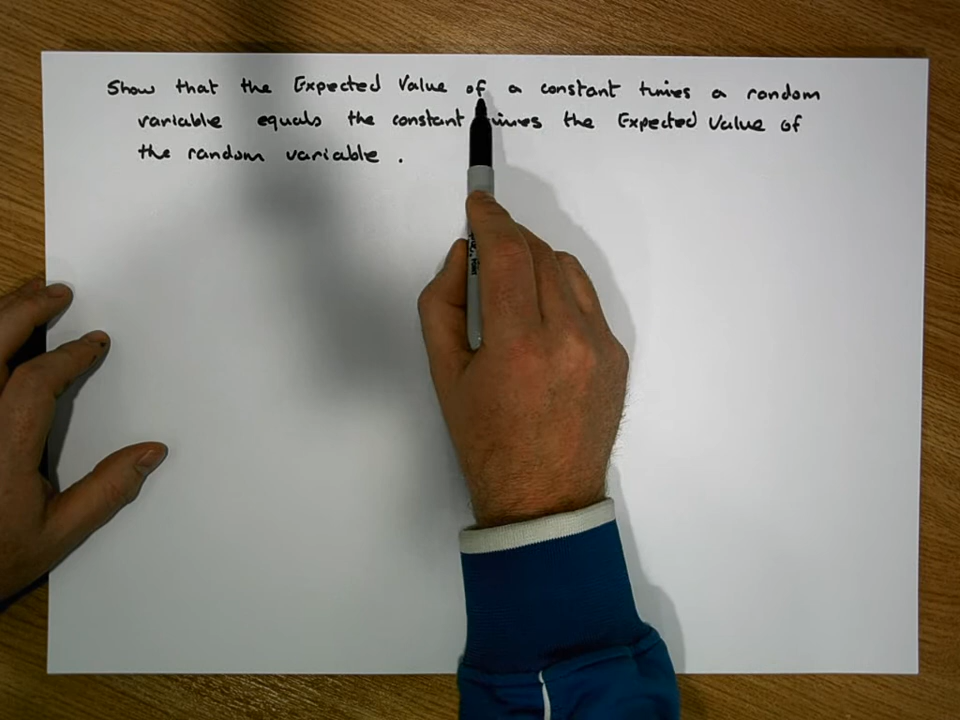 Show that the Expected Value of a constant times a random
variable equals the constant times the Expected Value of
the random variable .